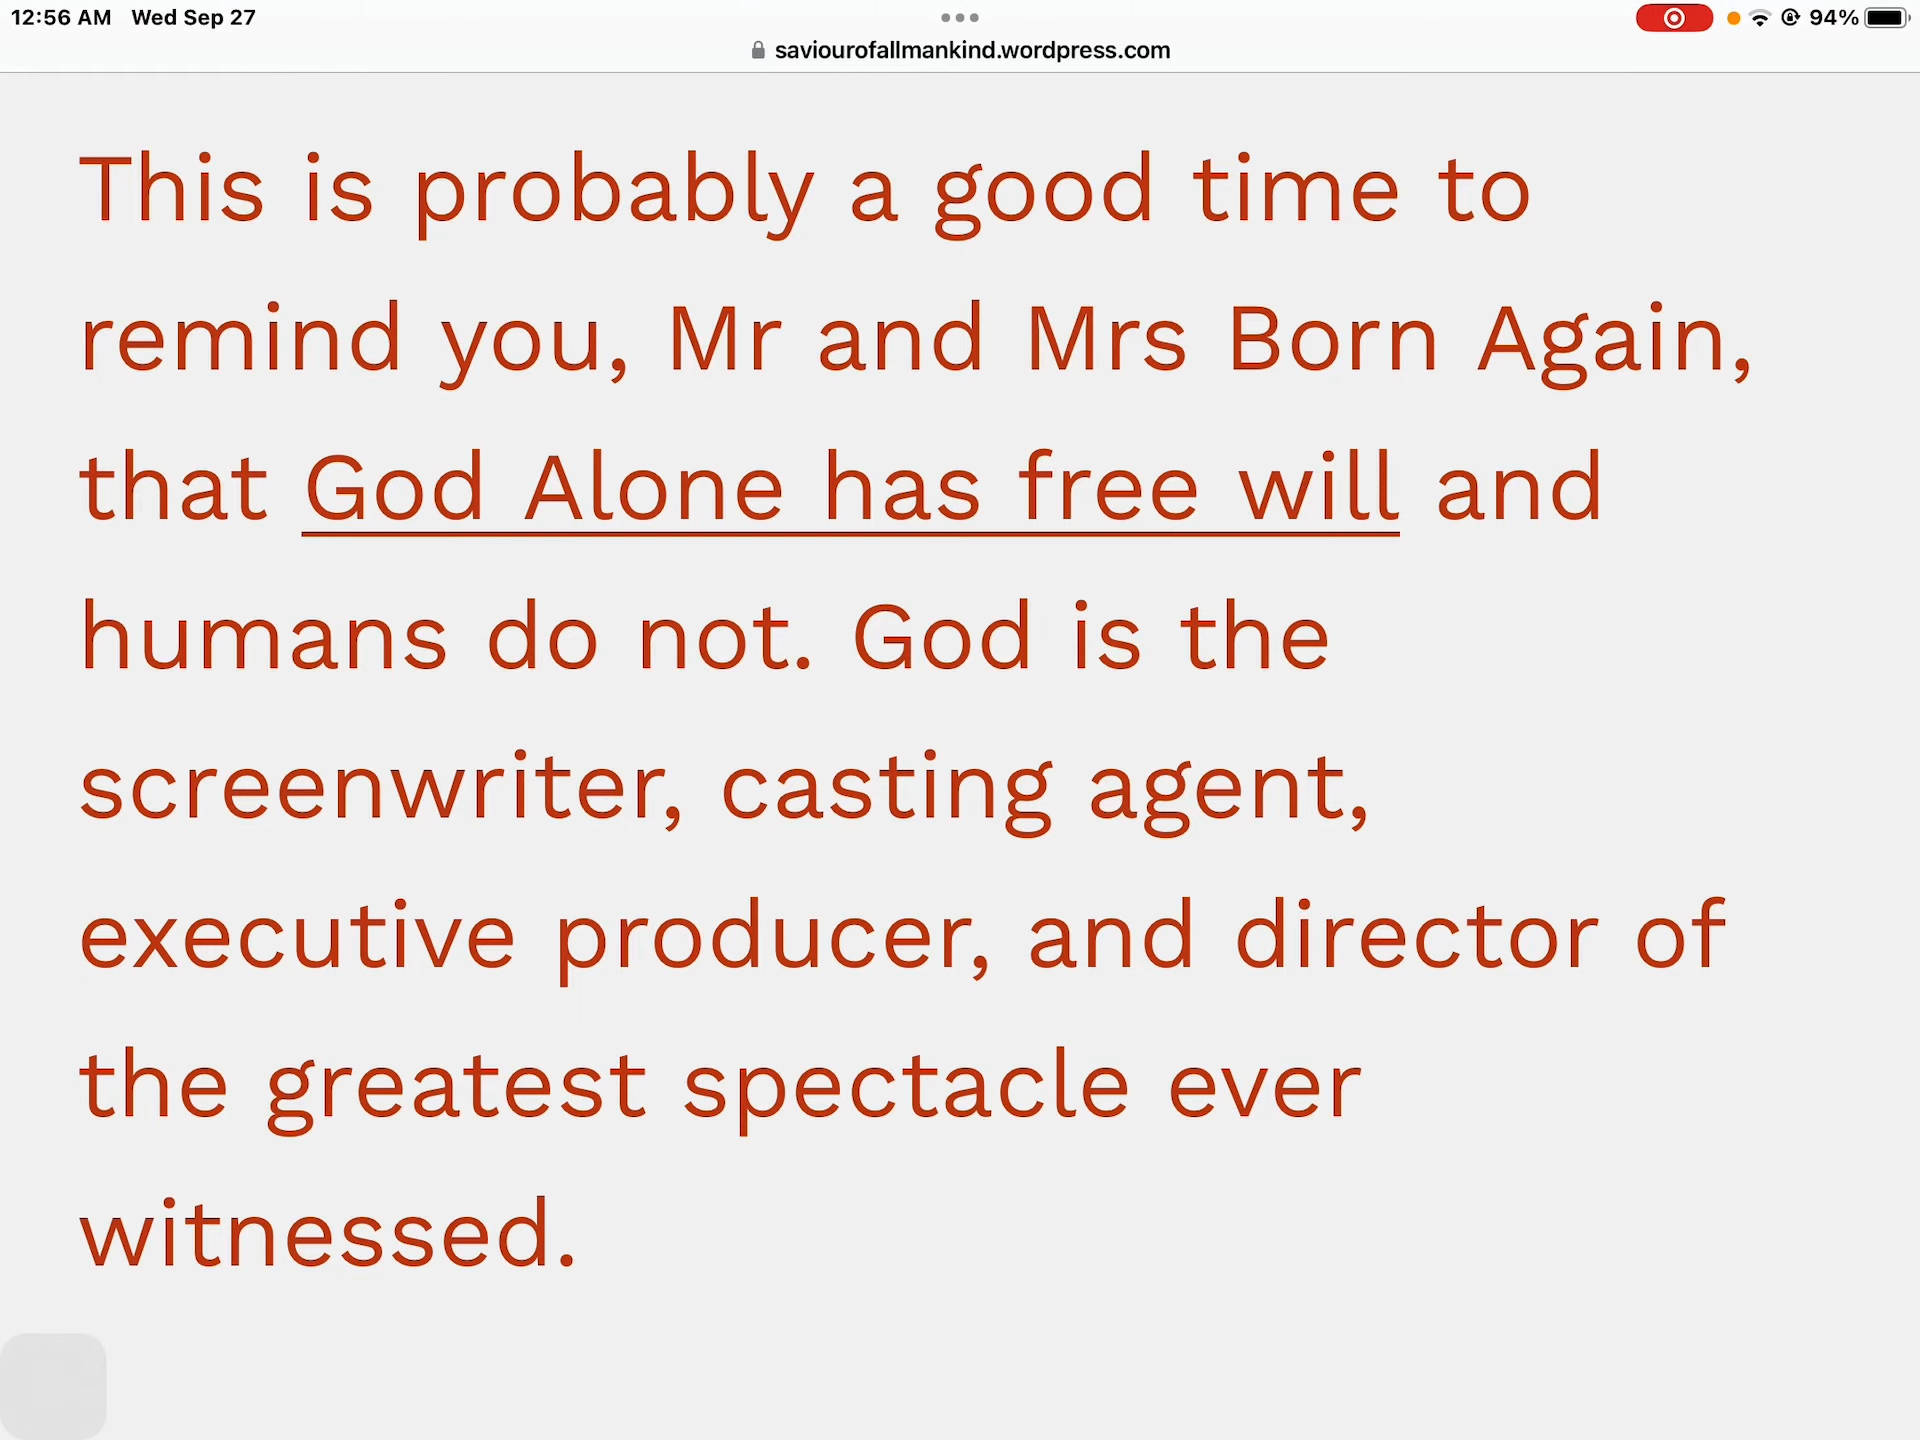 12:56 AM Wed Sep 27
94%
saviourofallmankind.wordpress.com
This is probably a good time to
remind you, Mr and Mrs Born Again,
that God Alone has free will and
humans do not. God is the
screenwriter, casting agent,
executive producer, and director of
the greatest spectacle ever
witnessed.